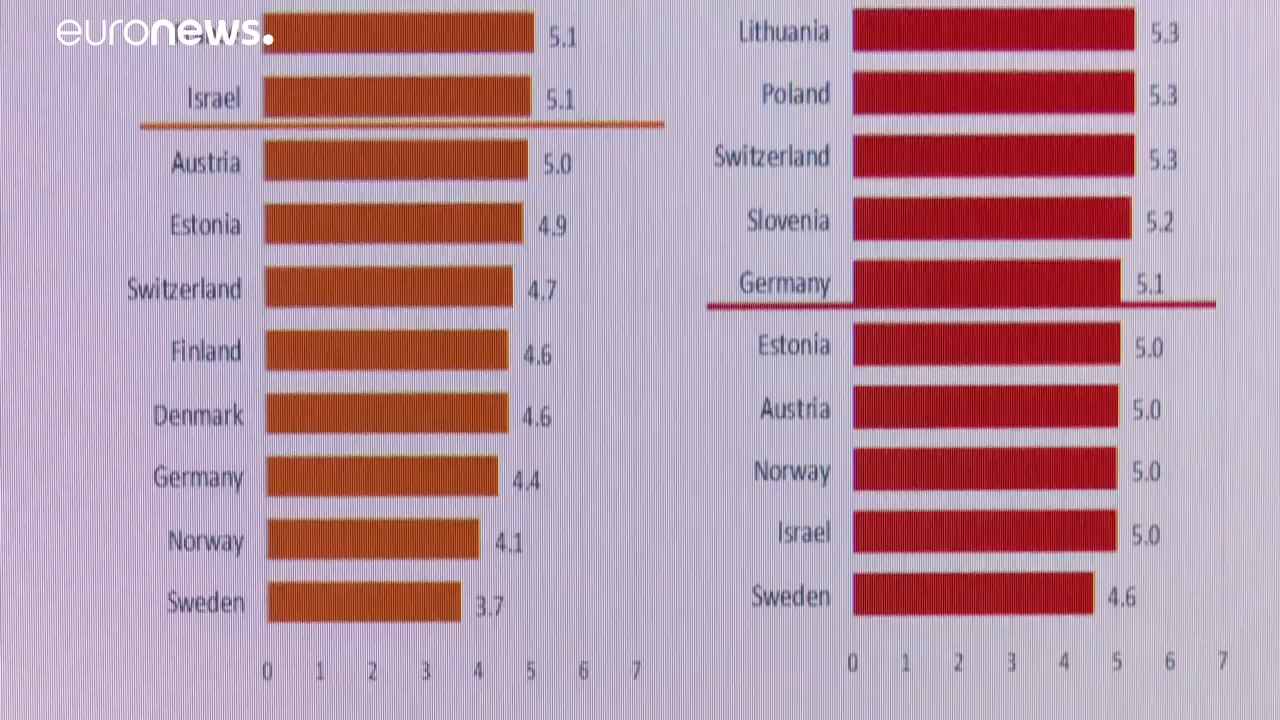 euronews.
5.1
Israel 5.1
Austria 5.0
Estonia 4.9
Switzerland 4.7
Finland 4.6
Denmark 4.6
Germany 4.4
Norway 4.1
Sweden 3.7
0 1 2 3 4 5 6 7
Lithuania 5.3
Poland 5.3
Switzerland 5.3
Slovenia 5.2
Germany 5.1
Estonia 5.0
Austria 5.0
Norway 5.0
Israel 5.0
Sweden 4.6
0 1 2 3 4 5 6 7